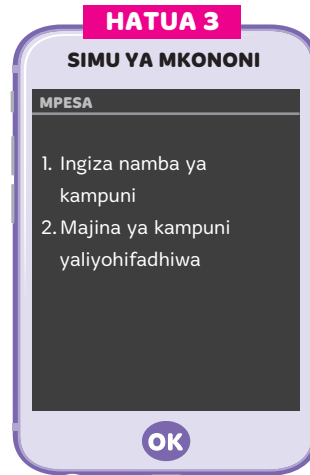 HATUA 3
SIMU YA MKONONI
MPESA
1. Ingiza namba ya
kampuni
2. Majina ya kampuni
yaliyohifadhiwa
OK